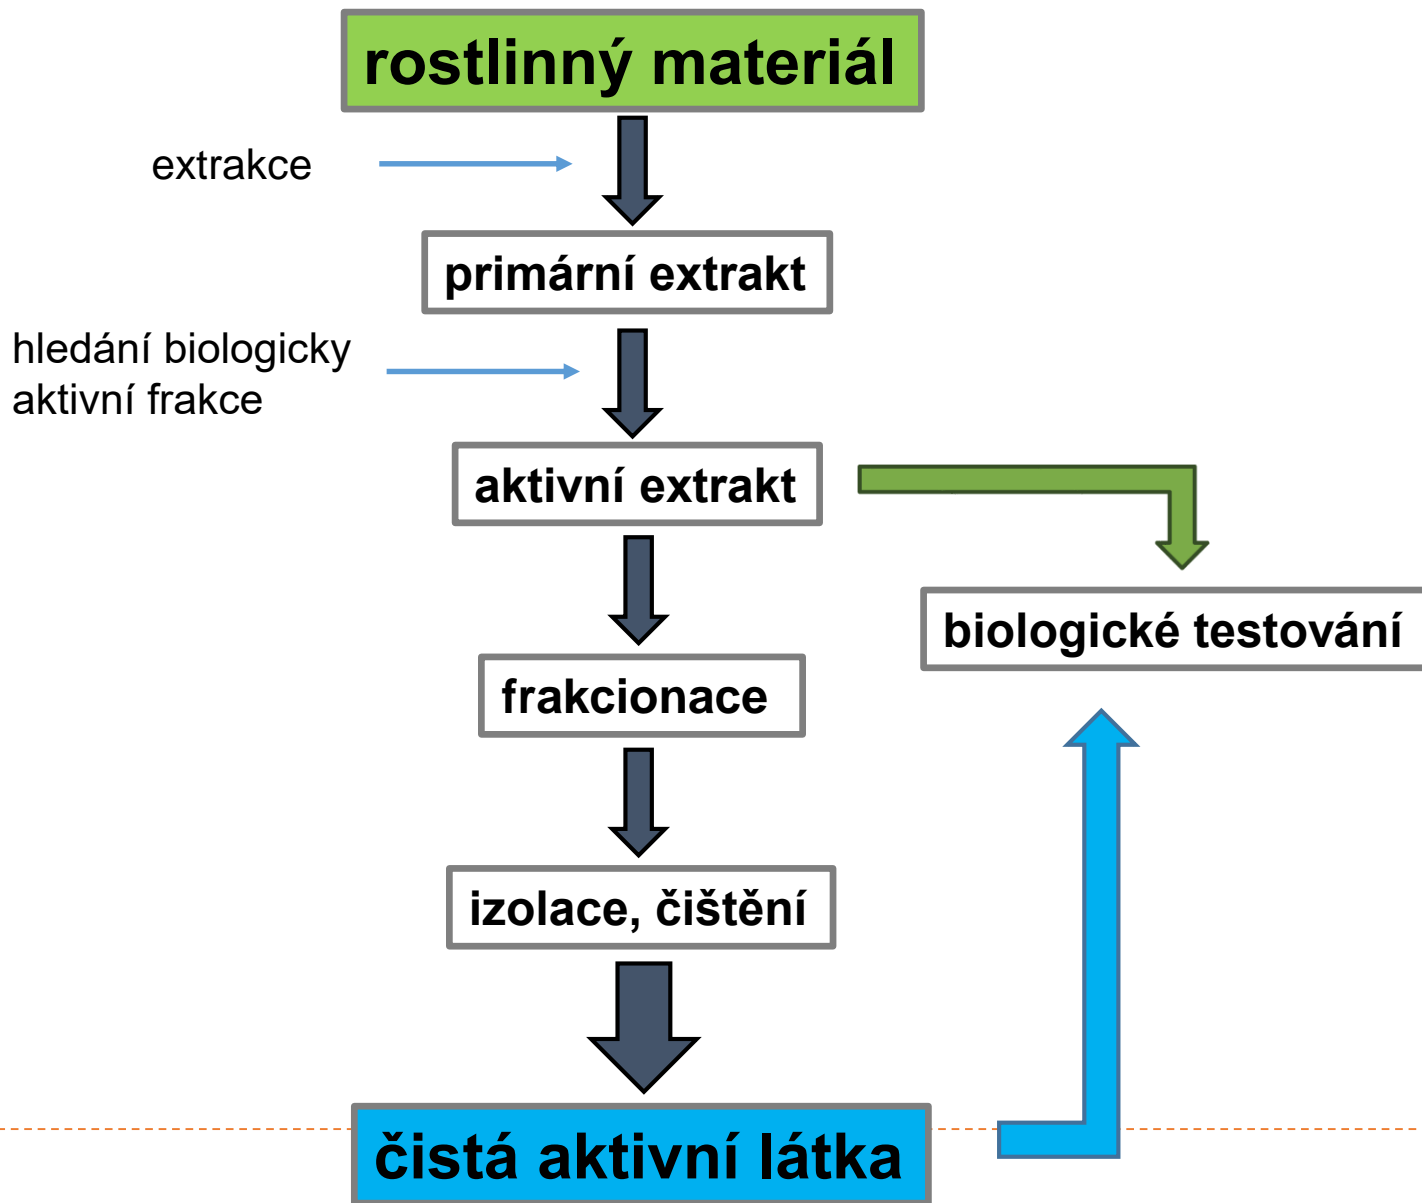 rostlinný materiál
extrakce
primární extrakt
hledání biologicky
aktivní frakce
aktivní extrakt
biologické testování
frakcionace
izolace, čištění
čistá aktivní látka